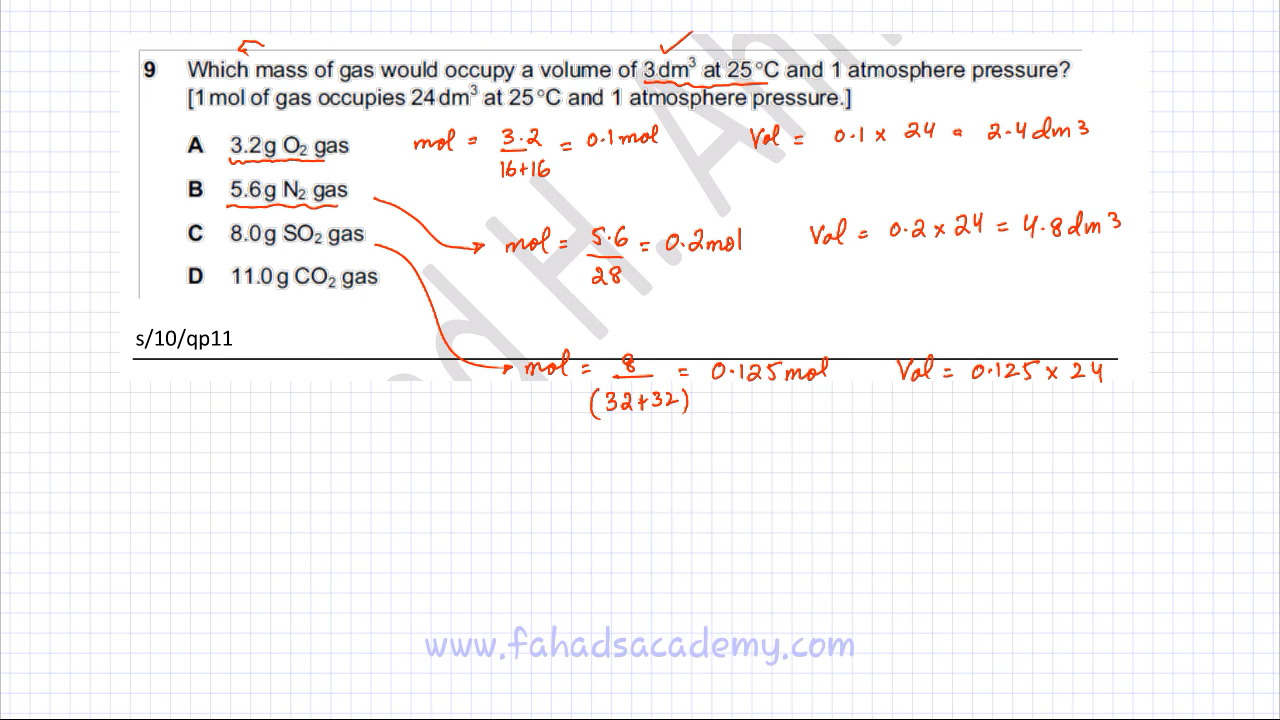 9 Which mass of gas would occupy a volume of 3 dm³ at 25 °C and 1 atmosphere pressure?
[1 mol of gas occupies 24 dm³ at 25 °C and 1 atmosphere pressure.]
A 3.2 g O₂ gas mol = 3.2 / 16+16 = 0.1 mol Vol = 0.1 × 24 = 2.4 dm³
B 5.6 g N₂ gas
C 8.0 g SO₂ gas mol = 5.6 / 28 = 0.2 mol Vol = 0.2 × 24 = 4.8 dm³
D 11.0 g CO₂ gas
s/10/qp11
mol = 8 / (32+32) = 0.125 mol Vol = 0.125 × 24
www.fahadsacademy.com